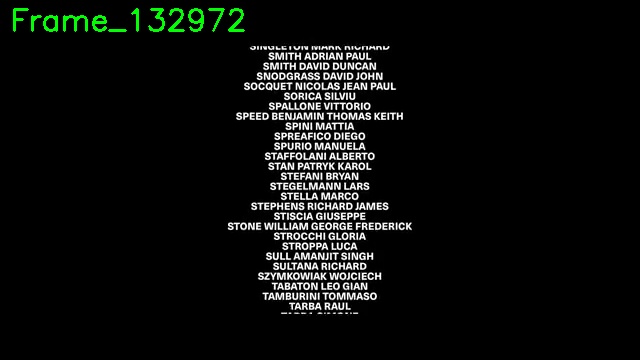 Frame_132972
SINGLETON MARK RICHARD
SMITH ADRIAN PAUL
SMITH DAVID DUNCAN
SNODGRASS DAVID JOHN
SOCQUET NICOLAS JEAN PAUL
SORICA SILVIU
SPALLONE VITTORIO
SPEED BENJAMIN THOMAS KEITH
SPINI MATTIA
SPREAFICO DIEGO
SPURIO MANUELA
STAFFOLANI ALBERTO
STAN PATRYK KAROL
STEFANI BRYAN
STEGELMANN LARS
STELLA MARCO
STEPHENS RICHARD JAMES
STISCIA GIUSEPPE
STONE WILLIAM GEORGE FREDERICK
STROCCHI GLORIA
STROPPA LUCA
SULL AMANJIT SINGH
SULTANA RICHARD
SZYMKOWIAK WOJCIECH
TABATON LEO GIAN
TAMBURINI TOMMASO
TARBA RAUL